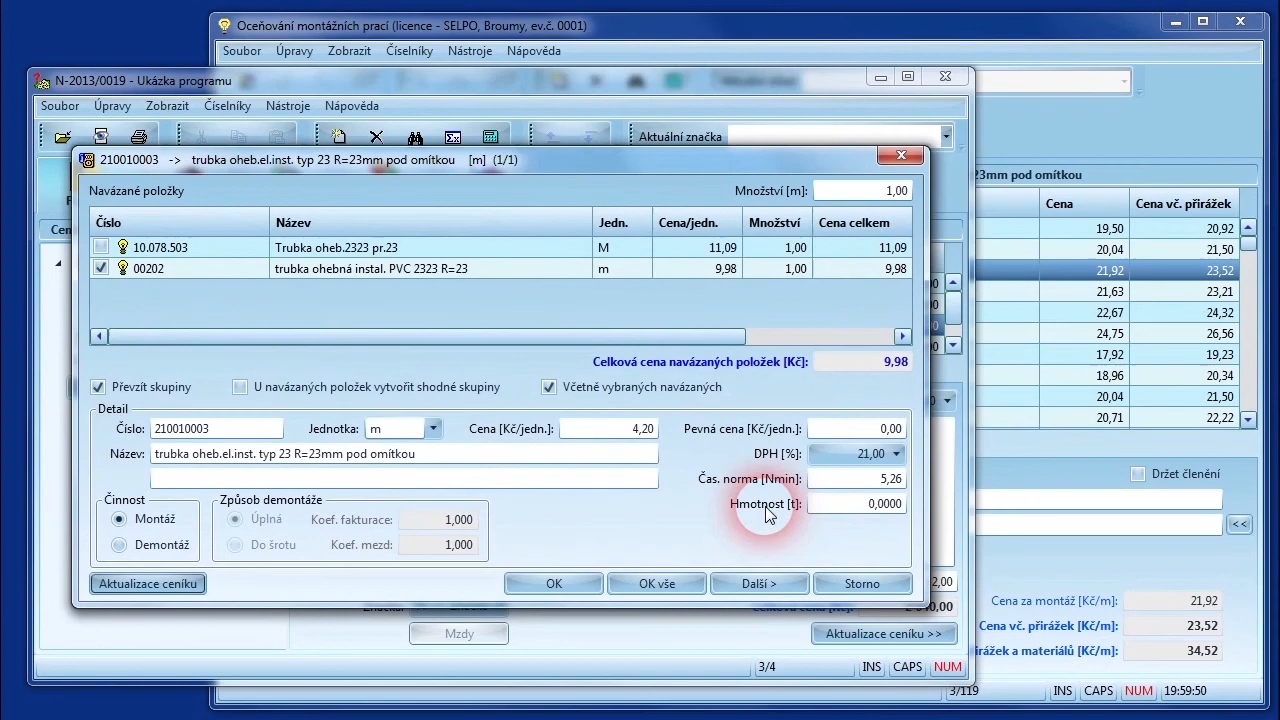 Oceňování montážních prací (licence - SELPO, Broumy, ev.č. 0001)
Soubor Úpravy Zobrazit Číselníky Nástroje Nápověda
N-2013/0019 - Ukázka programu
Soubor Úpravy Zobrazit Číselníky Nástroje Nápověda
Aktuální značka
210010003 -> trubka oheb.el.inst. typ 23 R=23mm pod omítkou [m] (1/1)
23mm pod omítkou
Navázané položky
Množství [m]: 1,00
Číslo Název Jedn. Cena/jedn. Množství Cena celkem
10.078.503 Trubka oheb.2323 pr.23 M 11,09 1,00 11,09
00202 trubka ohebná instal. PVC 2323 R=23 m 9,98 1,00 9,98
Cena Cena vč. přirážek
19,50 20,92
20,04 21,50
21,92 23,52
21,63 23,21
22,67 24,32
24,75 26,56
17,92 19,23
18,96 20,34
20,04 21,50
20,71 22,22
Celková cena navázaných položek [Kč]: 9,98
Převzít skupiny U navázaných položek vytvořit shodné skupiny Včetně vybraných navázaných
Detail
Číslo: 210010003 Jednotka: m Cena [Kč/jedn.]: 4,20 Pevná cena [Kč/jedn.]: 0,00
Název: trubka oheb.el.inst. typ 23 R=23mm pod omítkou DPH [%]: 21,00
Čas. norma [Nmin]: 5,26
Hmotnost [t]: 0,0000
Činnost
Montáž
Demontáž
Způsob demontáže
Úplná Koef. fakturace: 1,000
Do šrotu Koef. mezd: 1,000
Aktualizace ceníku OK OK vše Další > Storno
Držet členění
<<
2,00
Mzdy Aktualizace ceníku >>
Cena za montáž [Kč/m]: 21,92
Cena vč. přirážek [Kč/m]: 23,52
irážek a materiálů [Kč/m]: 34,52
3/4 INS CAPS NUM
3/119 INS CAPS NUM 19:59:50